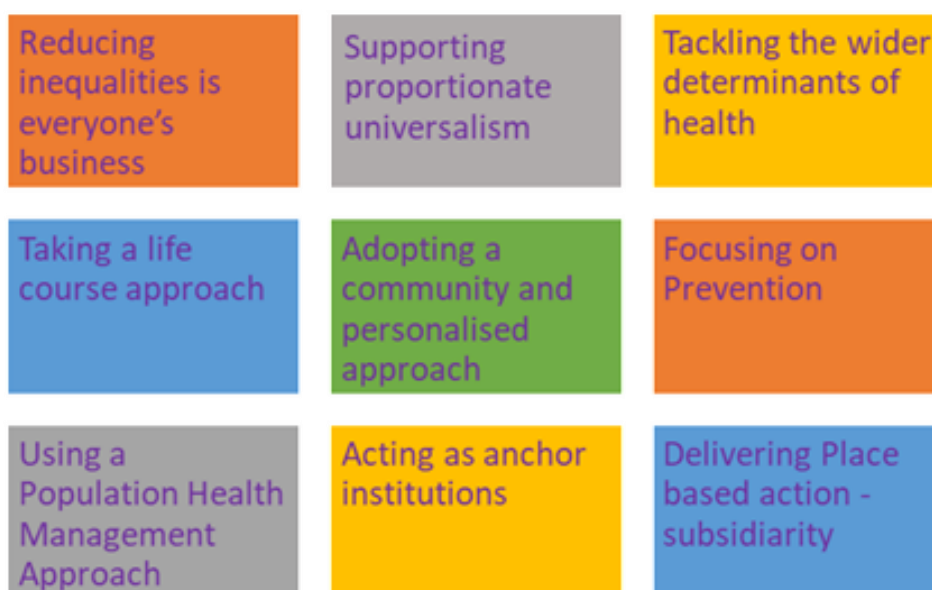 Reducing
inequalities is
everyone's
business
Supporting
proportionate
universalism
Tackling the wider
determinants of
health
Taking a life
course approach
Adopting a
community and
personalised
approach
Focusing on
Prevention
Using a
Population Health
Management
Approach
Acting as anchor
institutions
Delivering Place
based action -
subsidiarity